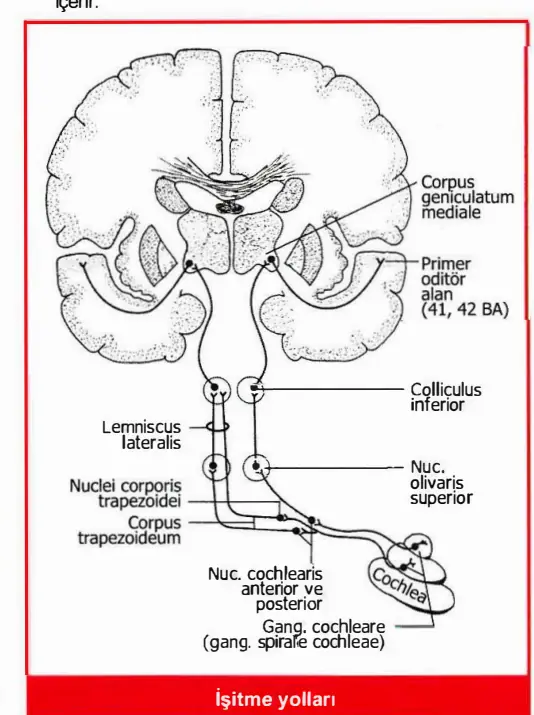 içerir.
Corpus
geniculatum
mediale
Primer
oditör
alan
(41, 42 BA)
Colliculus
inferior
Lemniscus
lateralis
Nuc.
olivaris
superior
Nuclei corporis
trapezoidei
Corpus
trapezoideum
Nuc. cochlearis
anterior ve
posterior
Cochlea
Gang. cochleare
(gang. spirale cochleae)
İşitme yolları